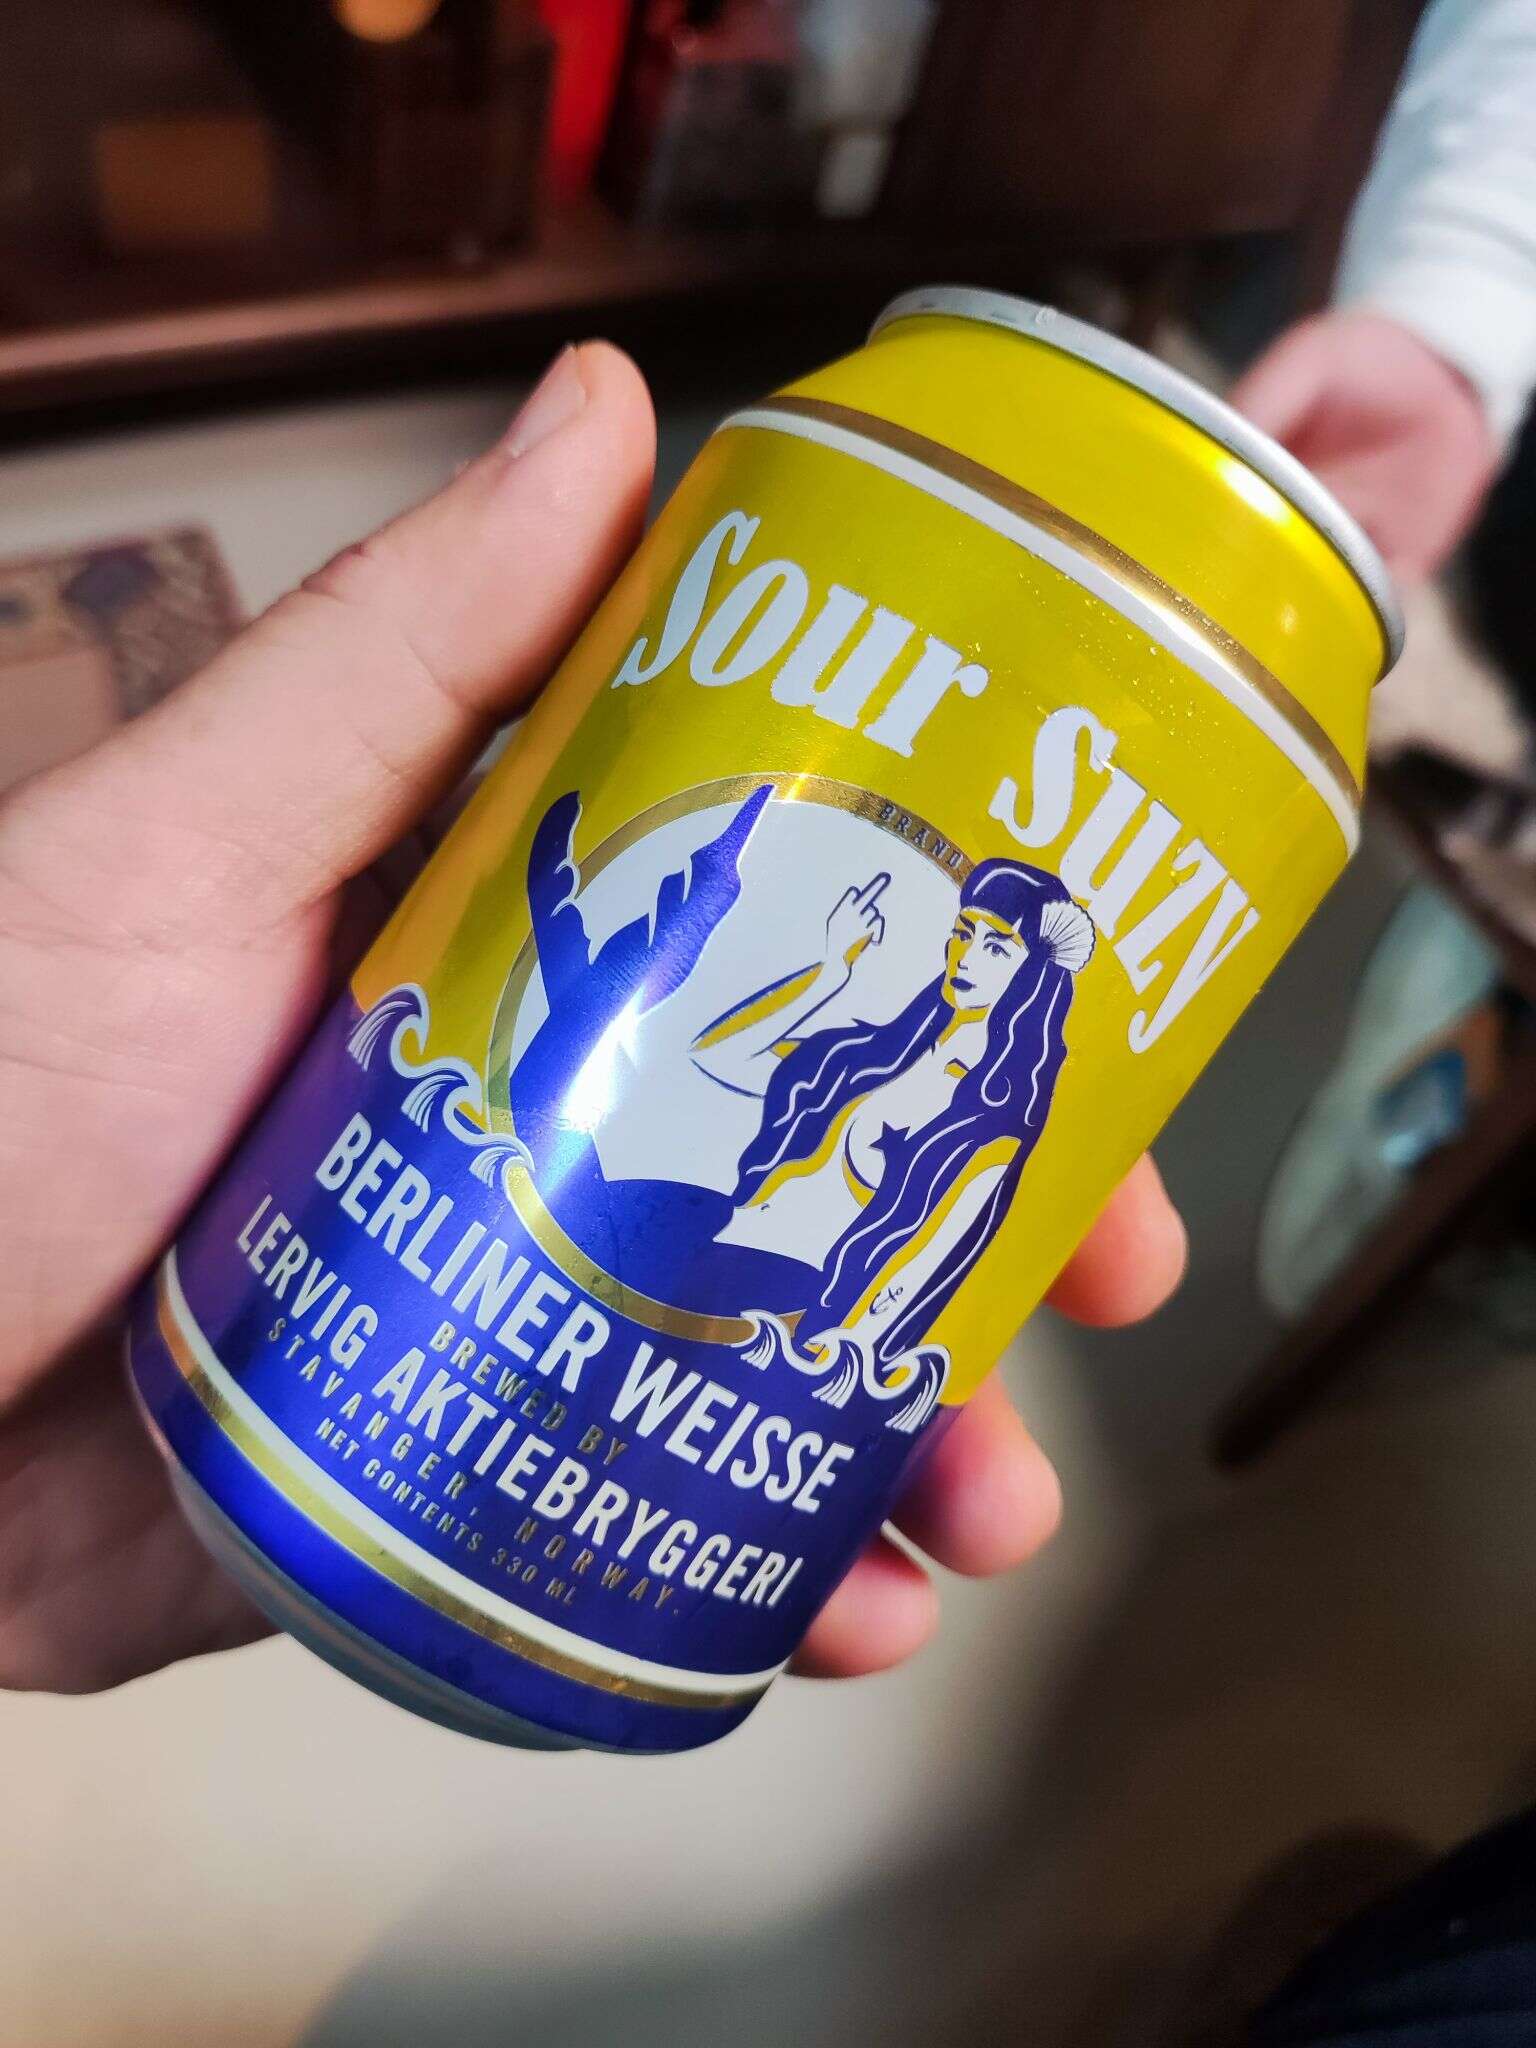 Sour Suzy
BRAND
BERLINER WEISSE
BREWED BY
LERVIG AKTIEBRYGGERI
STAVANGER, NORWAY.
NET CONTENTS 330 ML